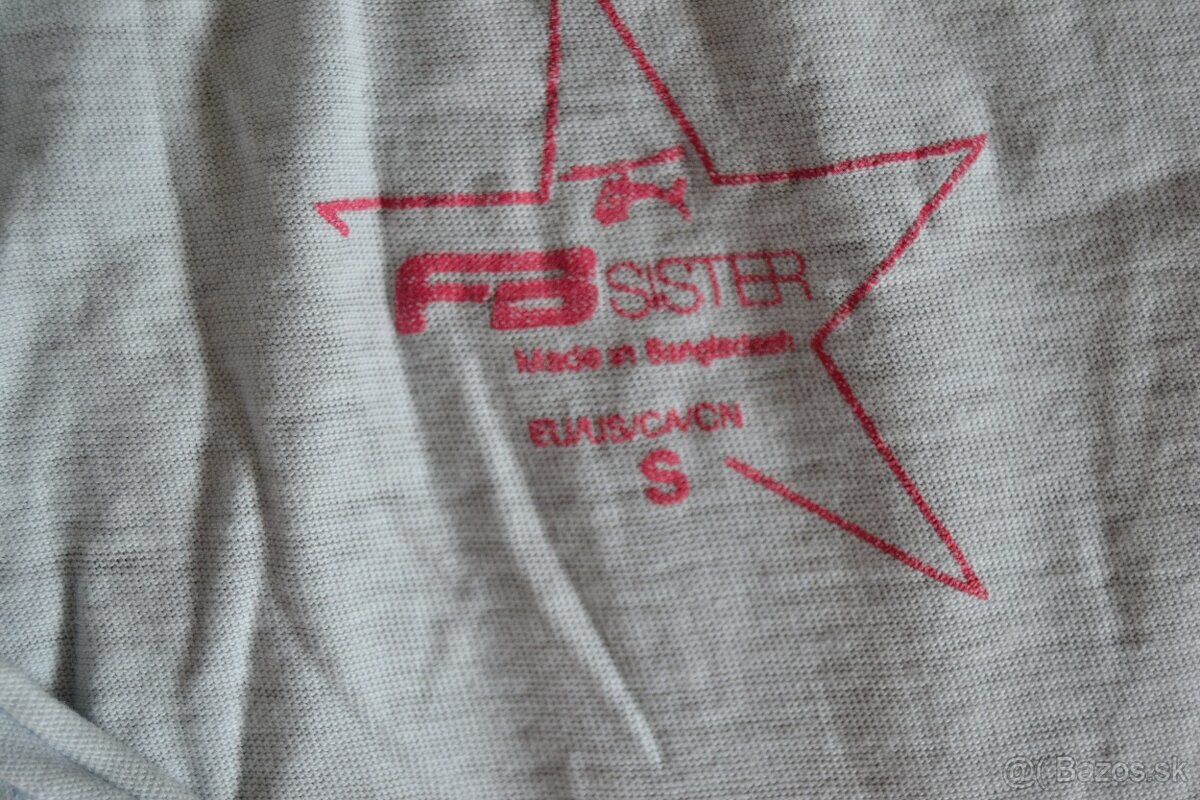 FB SISTER
Made in Bangladesh
EU/US/CA/CN
S
@( Bazos.sk